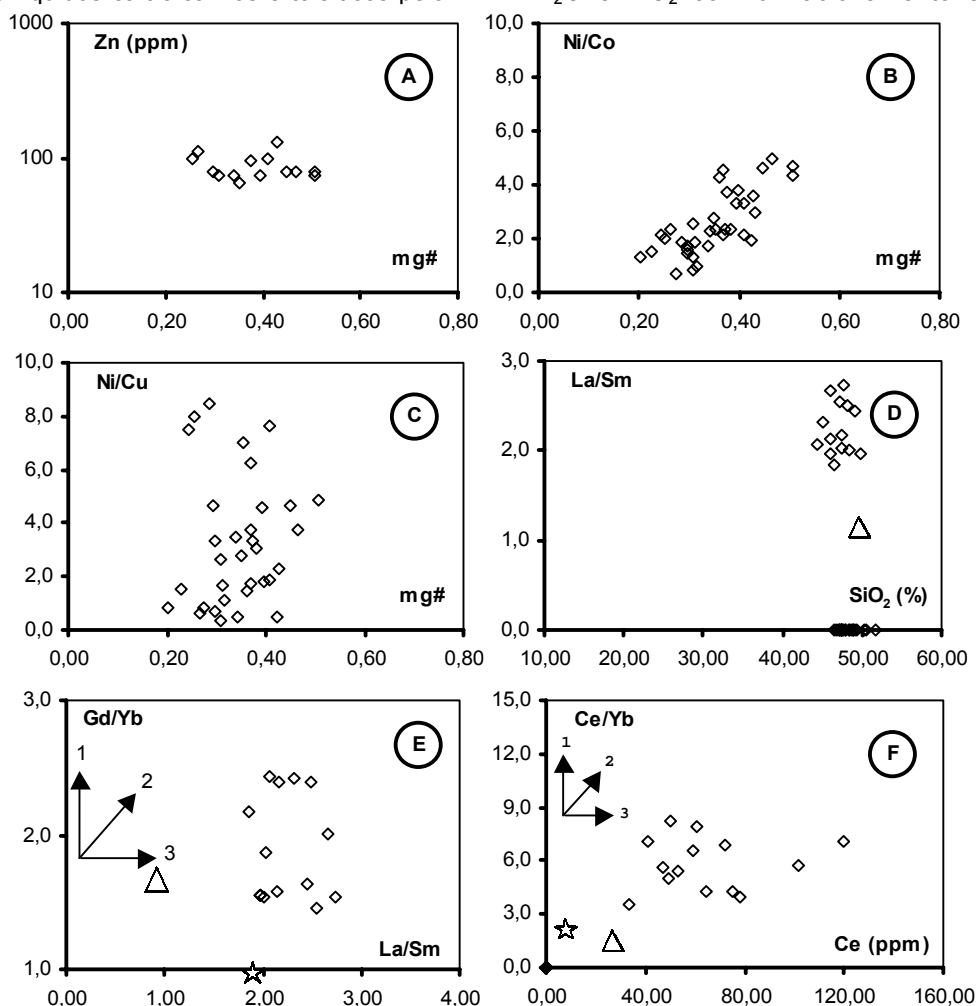 1000
Zn (ppm)
A
100
10
mg#
0,00 0,20 0,40 0,60 0,80
10,0
Ni/Co
B
8,0
6,0
4,0
2,0
0,0
mg#
0,00 0,20 0,40 0,60 0,80
10,0
Ni/Cu
C
8,0
6,0
4,0
2,0
0,0
mg#
0,00 0,20 0,40 0,60 0,80
3,0
La/Sm
D
2,0
1,0
SiO2 (%)
0,0
10,00 20,00 30,00 40,00 50,00 60,00
3,0
Gd/Yb
E
1
2
3
2,0
La/Sm
1,0
0,00 1,00 2,00 3,00 4,00
15,0
Ce/Yb
F
12,0
1
2
3
9,0
6,0
3,0
Ce (ppm)
0,0
0,00 40,00 80,00 120,00 160,00